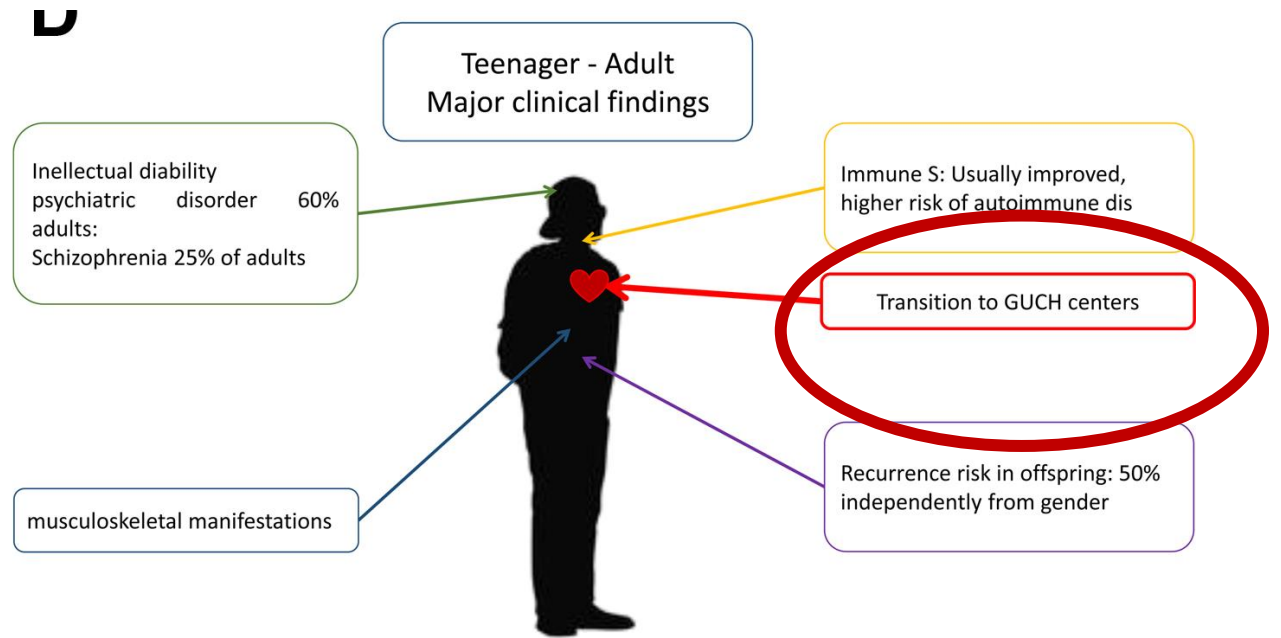 D
Teenager - Adult
Major clinical findings
Inellectual diability
psychiatric disorder 60%
adults:
Schizophrenia 25% of adults
Immune S: Usually improved,
higher risk of autoimmune dis
Transition to GUCH centers
musculoskeletal manifestations
Recurrence risk in offspring: 50%
independently from gender